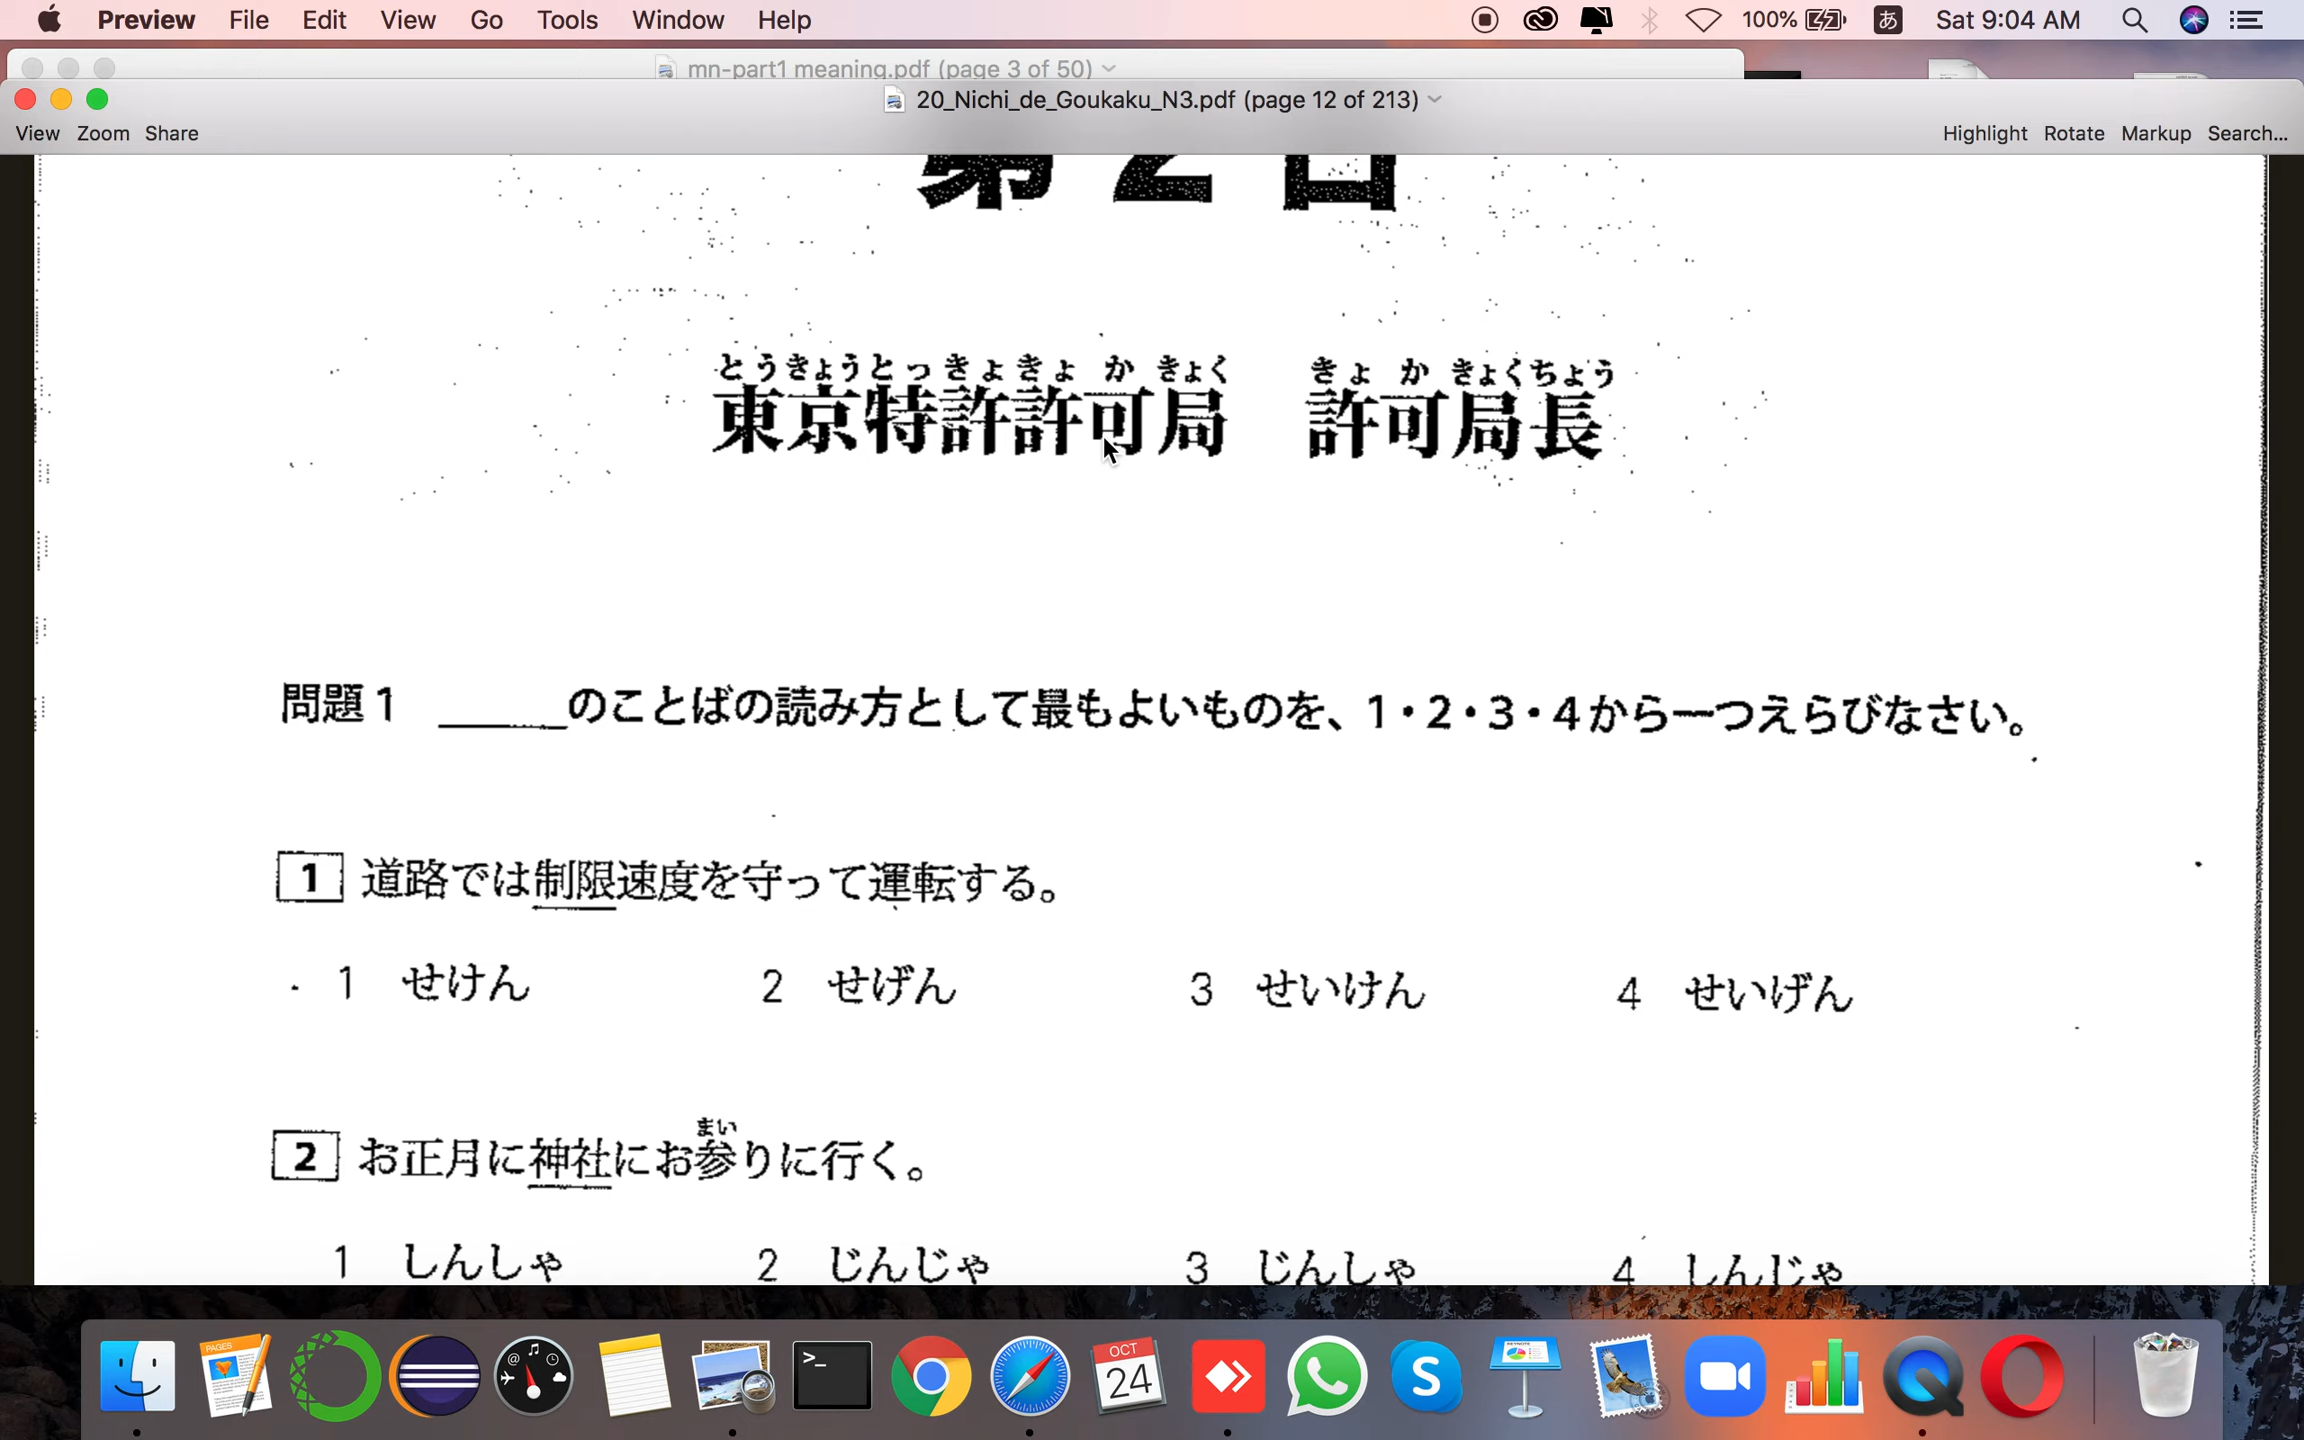 Preview File Edit View Go Tools Window Help 100% あ Sat 9:04 AM
mn-part1 meaning.pdf (page 3 of 50)
20_Nichi_de_Goukaku_N3.pdf (page 12 of 213)
View Zoom Share Highlight Rotate Markup Search...
第2日
とうきょうとっきょきょかきょく きょかきょくちょう
東京特許許可局 許可局長
問題1 ＿＿＿のことばの読み方として最もよいものを、1・2・3・4から一つえらびなさい。
1 道路では制限速度を守って運転する。
1 せけん 2 せげん 3 せいけん 4 せいげん
まい
2 お正月に神社にお参りに行く。
1 しんしゃ 2 じんじゃ 3 じんしゃ 4 しんじゃ
PAGES
OCT
24
S